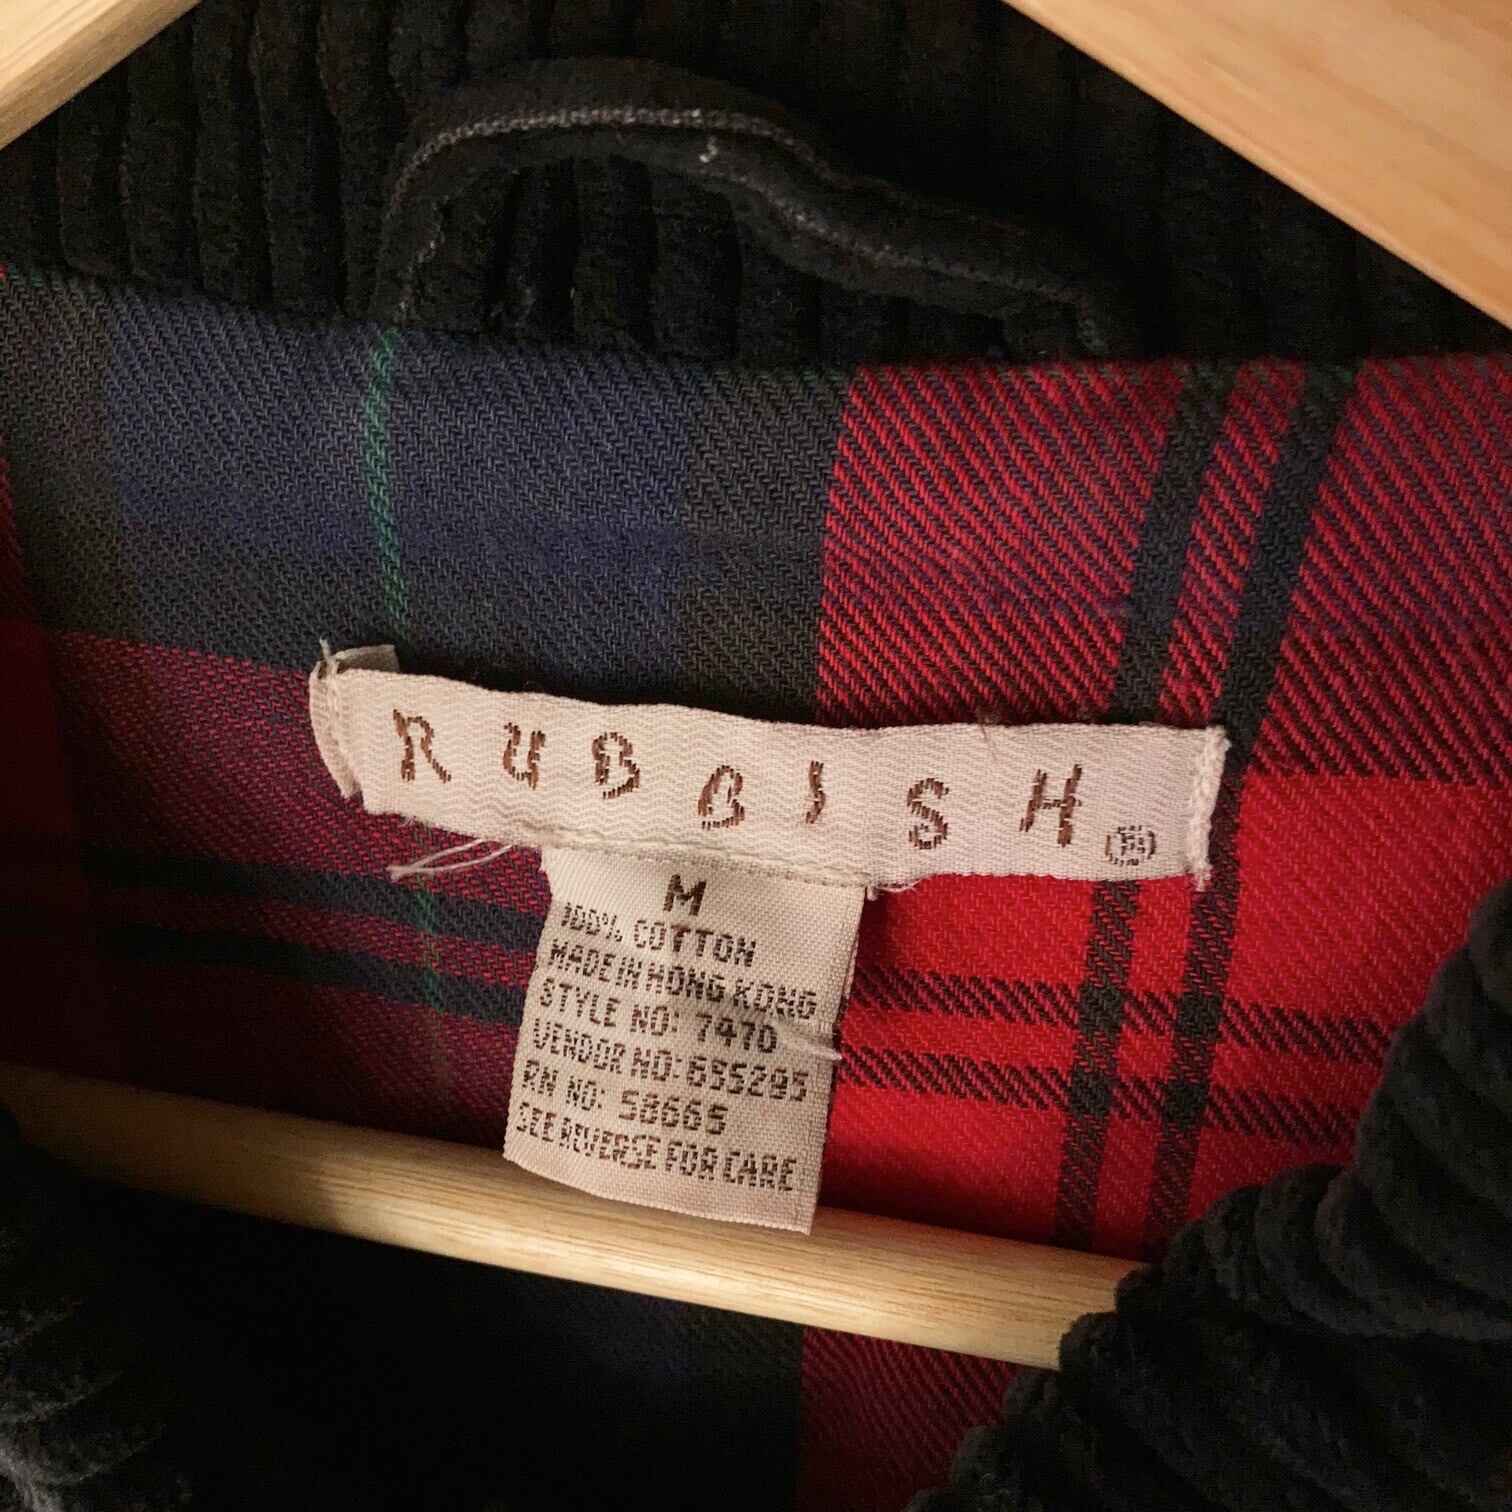 RUBBISH®
M
100% COTTON
MADE IN HONG KONG
STYLE NO: 7470
VENDOR NO: 655295
RN NO: 58665
SEE REVERSE FOR CARE